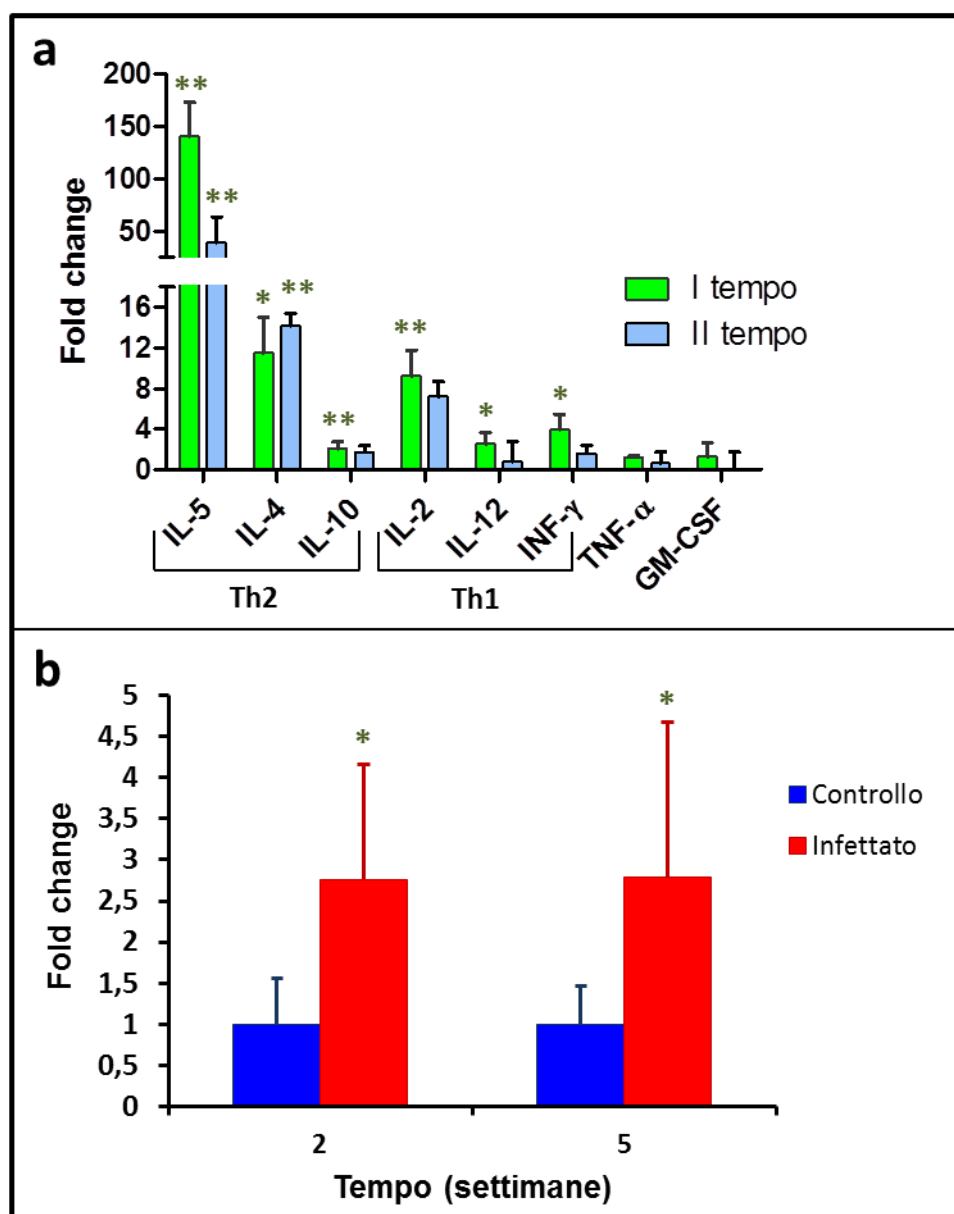 a
200
150
100
50
16
12
8
4
0
Fold change
** ** * ** ** ** * *
I tempo
II tempo
IL-5 IL-4 IL-10 IL-2 IL-12 INF-γ TNF-α GM-CSF
Th2 Th1
b
5
4,5
4
3,5
3
2,5
2
1,5
1
0,5
0
Fold change
* *
Controllo
Infettato
2 5
Tempo (settimane)